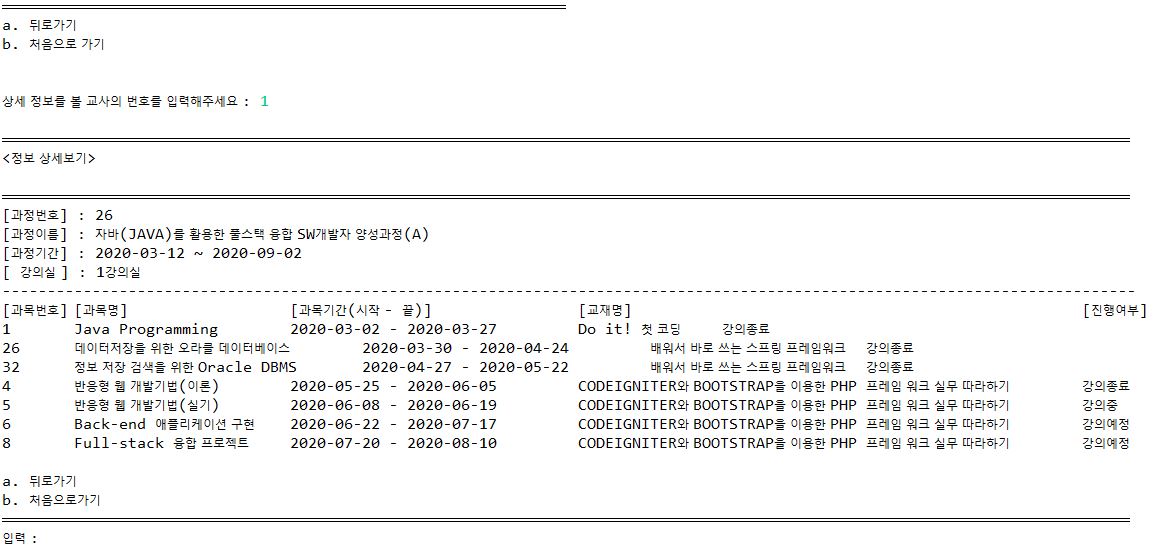 a. 뒤로가기
b. 처음으로 가기
상세 정보를 볼 교사의 번호를 입력해주세요 : 1
<정보 상세보기>
[과정번호] : 26
[과정이름] : 자바(JAVA)를 활용한 풀스택 융합 SW개발자 양성과정(A)
[과정기간] : 2020-03-12 ~ 2020-09-02
[ 강의실 ] : 1강의실
[과목번호] [과목명] [과목기간(시작 - 끝)] [교재명] [진행여부]
1 Java Programming 2020-03-02 - 2020-03-27 Do it! 첫 코딩 강의종료
26 데이터저장을 위한 오라클 데이터베이스 2020-03-30 - 2020-04-24 배워서 바로 쓰는 스프링 프레임워크 강의종료
32 정보 저장 검색을 위한 Oracle DBMS 2020-04-27 - 2020-05-22 배워서 바로 쓰는 스프링 프레임워크 강의종료
4 반응형 웹 개발기법(이론) 2020-05-25 - 2020-06-05 CODEIGNITER와 BOOTSTRAP을 이용한 PHP 프레임 워크 실무 따라하기 강의종료
5 반응형 웹 개발기법(실기) 2020-06-08 - 2020-06-19 CODEIGNITER와 BOOTSTRAP을 이용한 PHP 프레임 워크 실무 따라하기 강의중
6 Back-end 애플리케이션 구현 2020-06-22 - 2020-07-17 CODEIGNITER와 BOOTSTRAP을 이용한 PHP 프레임 워크 실무 따라하기 강의예정
8 Full-stack 융합 프로젝트 2020-07-20 - 2020-08-10 CODEIGNITER와 BOOTSTRAP을 이용한 PHP 프레임 워크 실무 따라하기 강의예정
a. 뒤로가기
b. 처음으로가기
입력 :